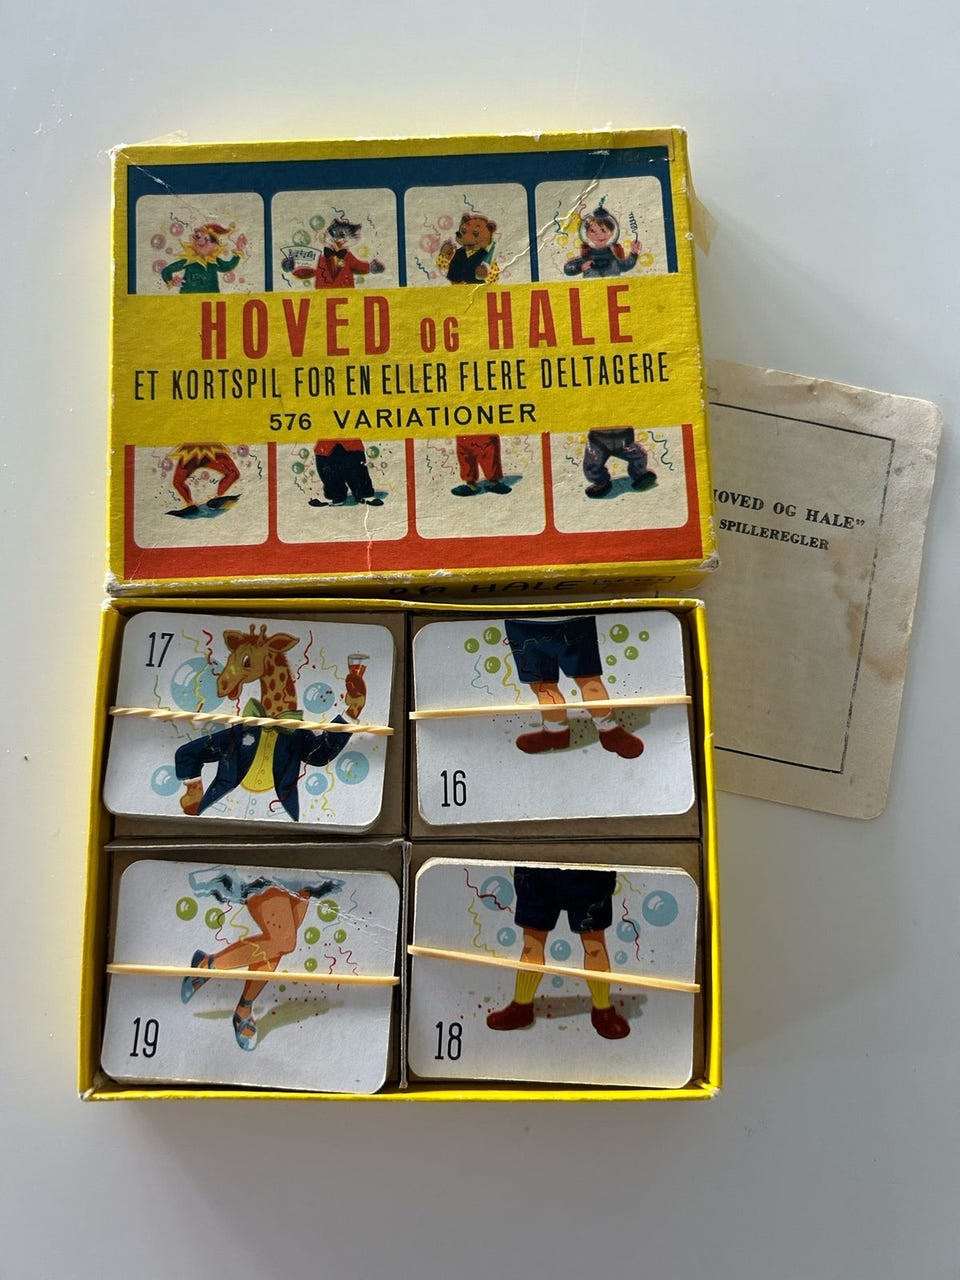 HOVED OG HALE
ET KORTSPIL FOR EN ELLER FLERE DELTAGERE
576 VARIATIONER
OG HALE
OVED OG HALE”
SPILLEREGLER
17
16
19
18